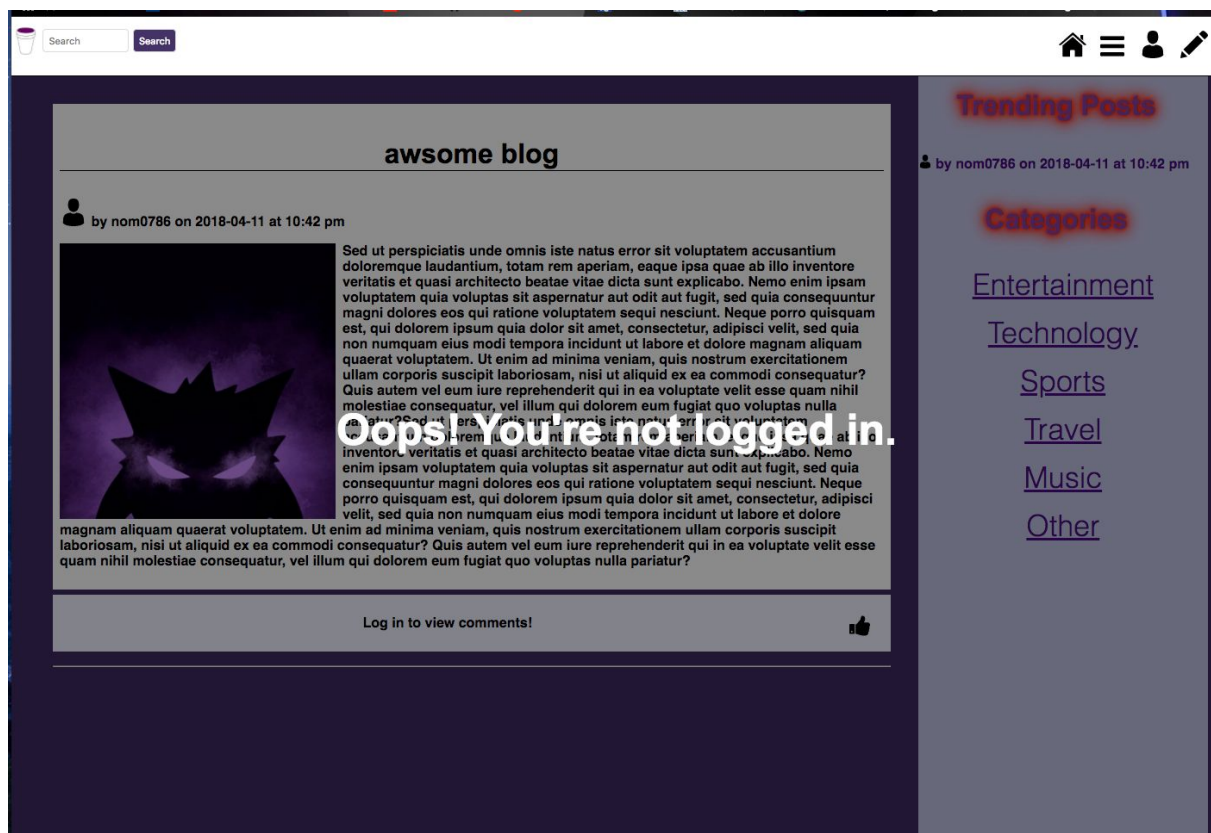 Search
Search
Trending Posts
by nom0786 on 2018-04-11 at 10:42 pm
Categories
Entertainment
Technology
Sports
Travel
Music
Other
awsome blog
by nom0786 on 2018-04-11 at 10:42 pm
Sed ut perspiciatis unde omnis iste natus error sit voluptatem accusantium
doloremque laudantium, totam rem aperiam, eaque ipsa quae ab illo inventore
veritatis et quasi architecto beatae vitae dicta sunt explicabo. Nemo enim ipsam
voluptatem quia voluptas sit aspernatur aut odit aut fugit, sed quia consequuntur
magni dolores eos qui ratione voluptatem sequi nesciunt. Neque porro quisquam
est, qui dolorem ipsum quia dolor sit amet, consectetur, adipisci velit, sed quia
non numquam eius modi tempora incidunt ut labore et dolore magnam aliquam
quaerat voluptatem. Ut enim ad minima veniam, quis nostrum exercitationem
ullam corporis suscipit laboriosam, nisi ut aliquid ex ea commodi consequatur?
Quis autem vel eum iure reprehenderit qui in ea voluptate velit esse quam nihil
molestiae consequatur, vel illum qui dolorem eum fugiat quo voluptas nulla
Oops! You're not logged in.
inventore veritatis et quasi architecto beatae vitae dicta sunt explicabo. Nemo
enim ipsam voluptatem quia voluptas sit aspernatur aut odit aut fugit, sed quia
consequuntur magni dolores eos qui ratione voluptatem sequi nesciunt. Neque
porro quisquam est, qui dolorem ipsum quia dolor sit amet, consectetur, adipisci
velit, sed quia non numquam eius modi tempora incidunt ut labore et dolore
magnam aliquam quaerat voluptatem. Ut enim ad minima veniam, quis nostrum exercitationem ullam corporis suscipit
laboriosam, nisi ut aliquid ex ea commodi consequatur? Quis autem vel eum iure reprehenderit qui in ea voluptate velit esse
quam nihil molestiae consequatur, vel illum qui dolorem eum fugiat quo voluptas nulla pariatur?
Log in to view comments!